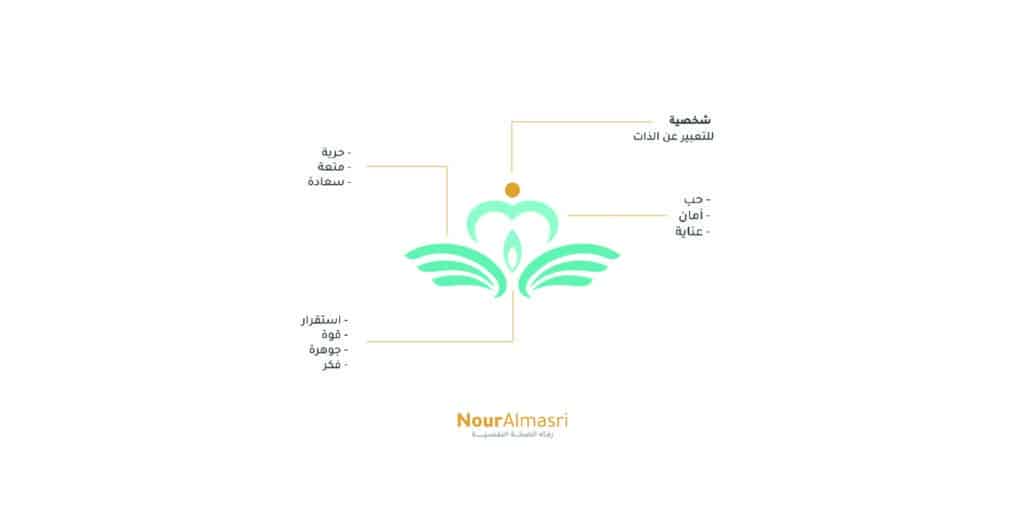 شخصية
للتعبير عن الذات
- حرية
- متعة
- سعادة
- حب
- أمان
- عناية
- استقرار
- قوة
- جوهرة
- فكر
NourAlmasri
رفاه الصحة النفسية